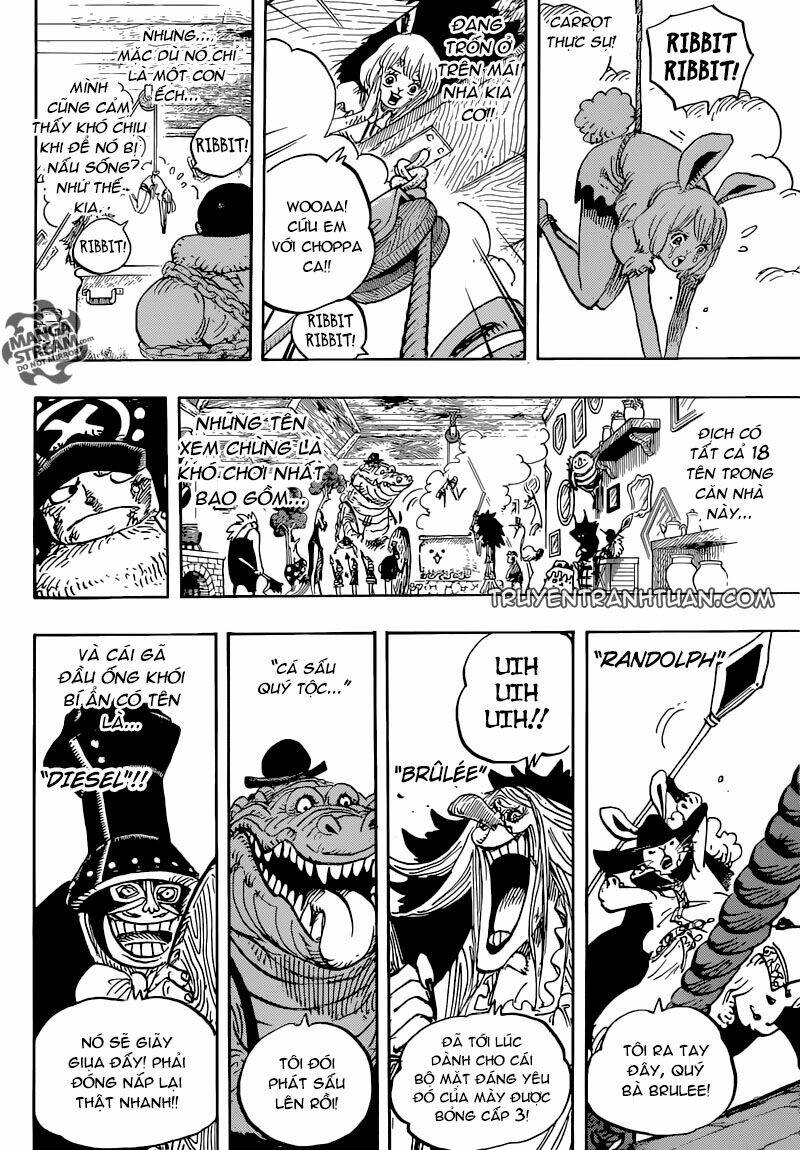 RIBBIT
RIBBIT!
CARROT
THỰC SỰ!
ĐANG
TRỐN Ở
TRÊN MÁI
NHÀ KIA
CƠ!!
WOOAA!
CỨU EM
VỚI CHOPPA
CA!!
RIBBIT
RIBBIT!
NHƯNG...
MẶC DÙ NÓ CHỈ
LÀ MỘT CON
ẾCH...
MÌNH
CŨNG CẢM
THẤY KHÓ CHỊU
KHI ĐỂ NÓ BỊ
NẤU SỐNG
NHƯ THẾ
KIA...
RIBBIT!
RIBBIT!
MANGA
STREAM.com
DO NOT MIRROR
ĐỊCH CÓ
TẤT CẢ 18
TÊN TRONG
CĂN NHÀ
NÀY...
NHỮNG TÊN
XEM CHỪNG LÀ
KHÓ CHƠI NHẤT
BAO GỒM...
TRUYENTRANHTUAN.COM
"RANDOLPH"
TÔI RA TAY
ĐÂY, QUÝ
BÀ BRULEE!
UIH
UIH
UIH!!
"BRÛLÉE"
ĐÃ TỚI LÚC
DÀNH CHO CÁI
BỘ MẶT ĐÁNG YÊU
ĐÓ CỦA MÀY ĐƯỢC
BỎNG CẤP 3!
"CÁ SẤU
QUÝ TỘC..."
TÔI ĐÓI
PHÁT SẤU
LÊN RỒI!
VÀ CÁI GÃ
ĐẦU ỐNG KHÓI
BÍ ẨN CÓ TÊN
LÀ...
"DIESEL"!!
NÓ SẼ GIÃY
GIỤA ĐẤY! PHẢI
ĐÓNG NẮP LẠI
THẬT NHANH!!